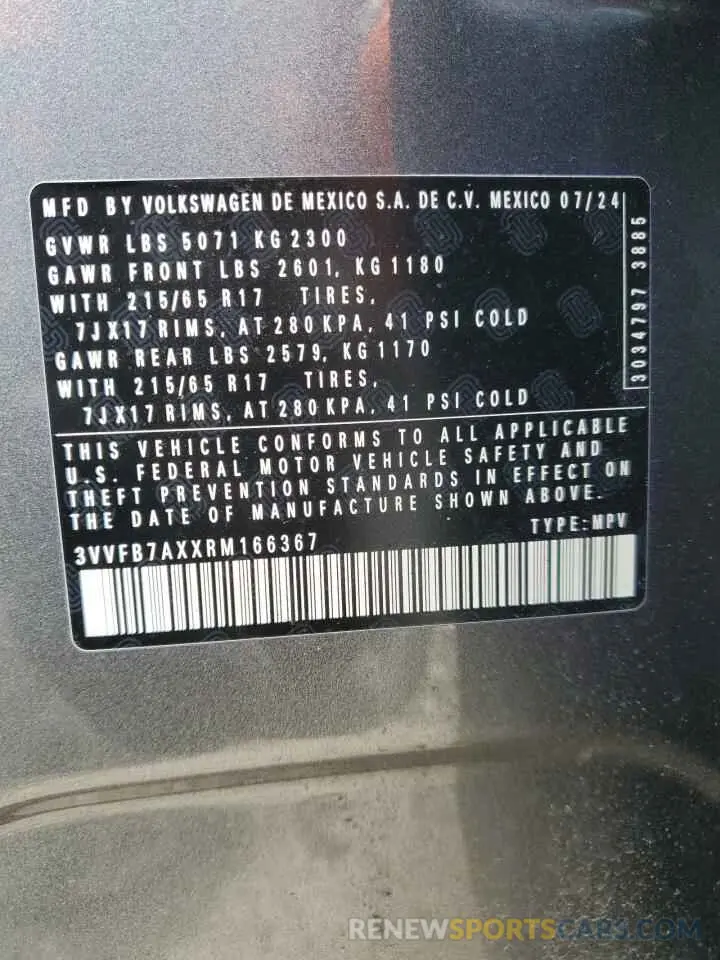 MFD BY VOLKSWAGEN DE MEXICO S.A. DE C.V. MEXICO 07/24
GVWR LBS 5071 KG 2300
GAWR FRONT LBS 2601, KG 1180
WITH 215/65 R17 TIRES,
7JX17 RIMS, AT 280 KPA, 41 PSI COLD
GAWR REAR LBS 2579, KG 1170
WITH 215/65 R17 TIRES,
7JX17 RIMS, AT 280 KPA, 41 PSI COLD
3034797 3885
THIS VEHICLE CONFORMS TO ALL APPLICABLE
U.S. FEDERAL MOTOR VEHICLE SAFETY AND
THEFT PREVENTION STANDARDS IN EFFECT ON
THE DATE OF MANUFACTURE SHOWN ABOVE.
TYPE: MPV
3VVFB7AXXRM166367
RENEWSPORTSCARS.COM